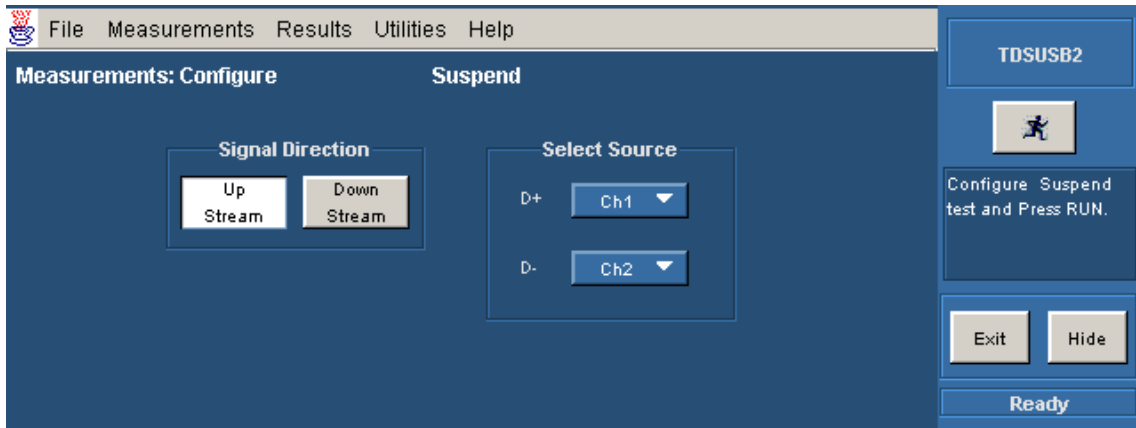 File Measurements Results Utilities Help
Measurements: Configure Suspend
Signal Direction
Up
Stream
Down
Stream
Select Source
D+ Ch1
D- Ch2
TDSUSB2
Configure Suspend
test and Press RUN.
Exit Hide
Ready